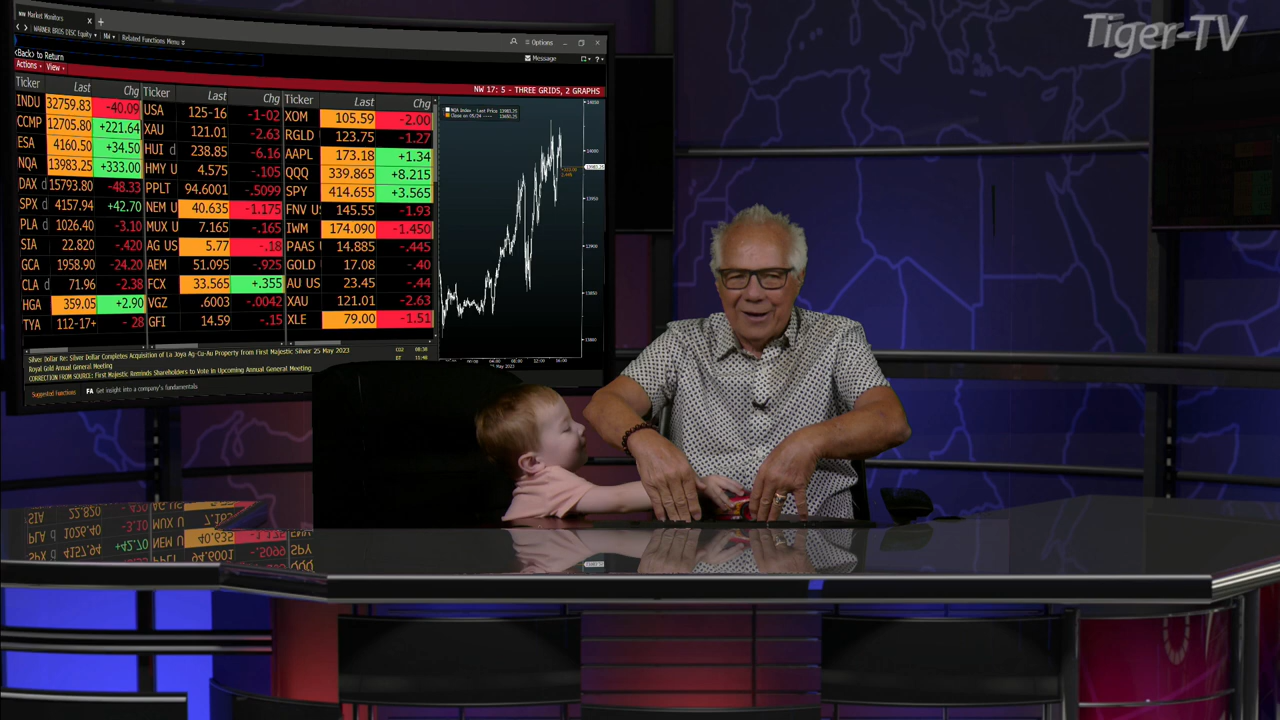 Tiger-TV
Market Monitors
WARNER BROS DISC Equity NW Related Functions Menu
Options
<Back> to Return
Message
Actions View
NW 17: 5 - THREE GRIDS, 2 GRAPHS
Ticker Last Chg Ticker Last Chg Ticker Last Chg
INDU 32759.83 -40.09 USA 125-16 -1-02 XOM 105.59 -2.00
CCMP 12705.80 +221.64 XAU 121.01 -2.63 RGLD 123.75 -1.27
ESA 4160.50 +34.50 HUI d 238.85 -6.16 AAPL 173.18 +1.34
NQA 13983.25 +333.00 HMY U 4.575 -.105 QQQ 339.865 +8.215
DAX d 15793.80 -48.33 PPLT 94.6001 -.5099 SPY 414.655 +3.565
SPX d 4157.94 +42.70 NEM U 40.635 -1.175 FNV US 145.55 -1.93
PLA d 1026.40 -3.10 MUX U 7.165 -.165 IWM 174.090 -1.450
SIA 22.820 -.420 AG US 5.77 -.18 PAAS 14.885 -.445
GCA 1958.90 -24.20 AEM 51.095 -.925 GOLD 17.08 -.40
CLA d 71.96 -2.38 FCX 33.565 +.355 AU US 23.45 -.44
HGA 359.05 +2.90 VGZ .6003 -.0042 XAU 121.01 -2.63
TYA 112-17+ - 28 GFI 14.59 -.15 XLE 79.00 -1.51
Silver Dollar Re: Silver Dollar Completes Acquisition of La Joya Ag-Cu-Au Property from First Majestic Silver 25 May 2023
Royal Gold Annual General Meeting
CORRECTION FROM SOURCE: First Majestic Reminds Shareholders to Vote in Upcoming Annual General Meeting
Suggested Functions FA Get insight into a company's fundamentals